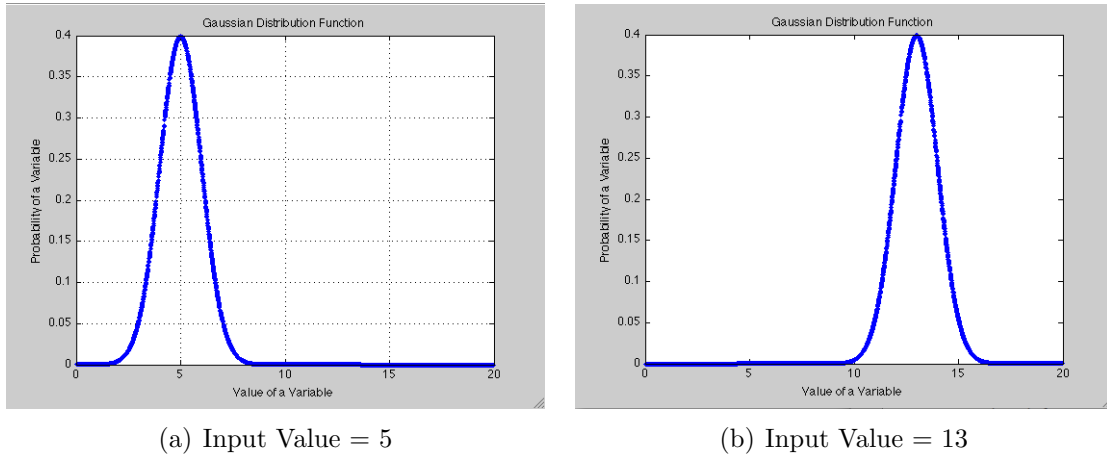 Gaussian Distribution Function
0.4
0.35
0.3
0.25
0.2
0.15
0.1
0.05
0
Probability of a Variable
0 5 10 15 20
Value of a Variable
(a) Input Value = 5
Gaussian Distribution Function
0.4
0.35
0.3
0.25
0.2
0.15
0.1
0.05
0
Probability of a Variable
0 5 10 15 20
Value of a Variable
(b) Input Value = 13